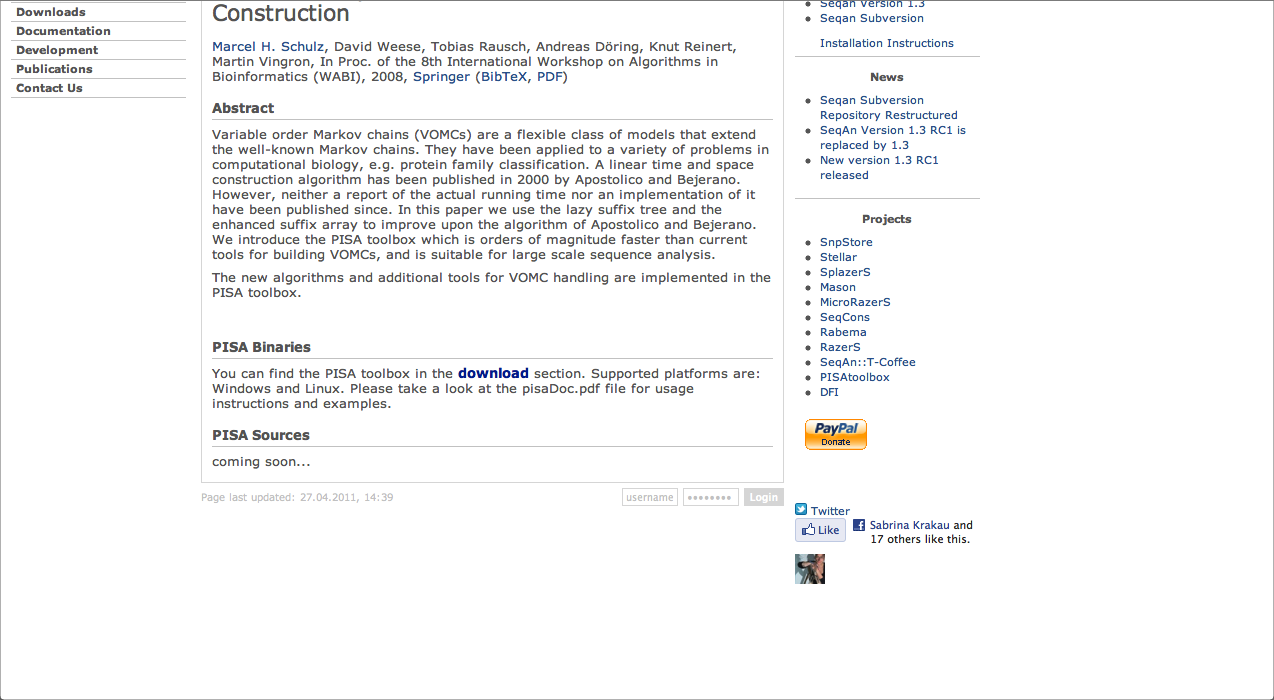 Downloads
Documentation
Development
Publications
Contact Us
Construction
Marcel H. Schulz, David Weese, Tobias Rausch, Andreas Döring, Knut Reinert,
Martin Vingron, In Proc. of the 8th International Workshop on Algorithms in
Bioinformatics (WABI), 2008, Springer (BibTeX, PDF)
Abstract
Variable order Markov chains (VOMCs) are a flexible class of models that extend
the well-known Markov chains. They have been applied to a variety of problems in
computational biology, e.g. protein family classification. A linear time and space
construction algorithm has been published in 2000 by Apostolico and Bejerano.
However, neither a report of the actual running time nor an implementation of it
have been published since. In this paper we use the lazy suffix tree and the
enhanced suffix array to improve upon the algorithm of Apostolico and Bejerano.
We introduce the PISA toolbox which is orders of magnitude faster than current
tools for building VOMCs, and is suitable for large scale sequence analysis.
The new algorithms and additional tools for VOMC handling are implemented in the
PISA toolbox.
PISA Binaries
You can find the PISA toolbox in the download section. Supported platforms are:
Windows and Linux. Please take a look at the pisaDoc.pdf file for usage
instructions and examples.
PISA Sources
coming soon...
Page last updated: 27.04.2011, 14:39
username
••••••••
Login
Seqan Version 1.3
Seqan Subversion
Installation Instructions
News
Seqan Subversion
Repository Restructured
SeqAn Version 1.3 RC1 is
replaced by 1.3
New version 1.3 RC1
released
Projects
SnpStore
Stellar
SplazerS
Mason
MicroRazerS
SeqCons
Rabema
RazerS
SeqAn::T-Coffee
PISAtoolbox
DFI
PayPal
Donate
Twitter
Like
Sabrina Krakau and
17 others like this.